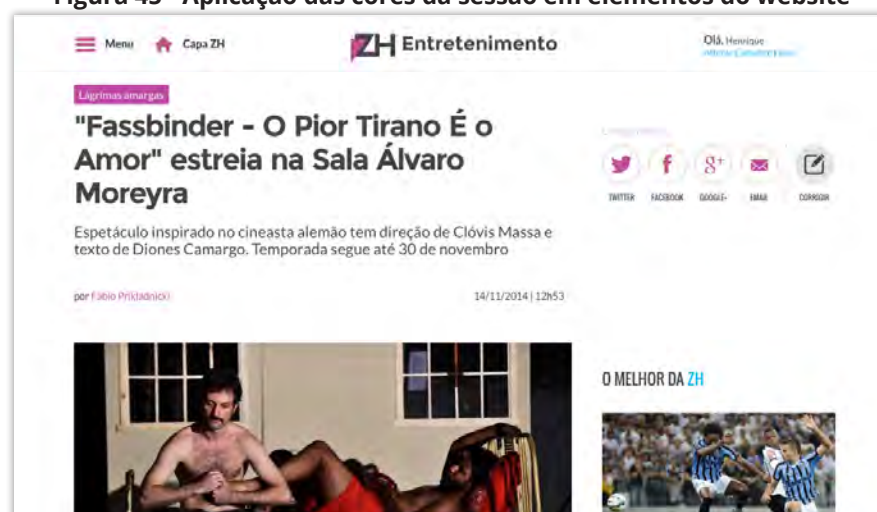 Figura 45 - Aplicação das cores da sessão em elementos do website
Menu Capa ZH
ZH Entretenimento
Olá, Henrique
Lágrimas amargas
"Fassbinder - O Pior Tirano É o
Amor" estreia na Sala Álvaro
Moreyra
Espetáculo inspirado no cineasta alemão tem direção de Clóvis Massa e
texto de Diones Camargo. Temporada segue até 30 de novembro
por Fábio Prikladnicki
14/11/2014 | 12h53
TWITTER FACEBOOK GOOGLE+ EMAIL CORRIGIR
O MELHOR DA ZH